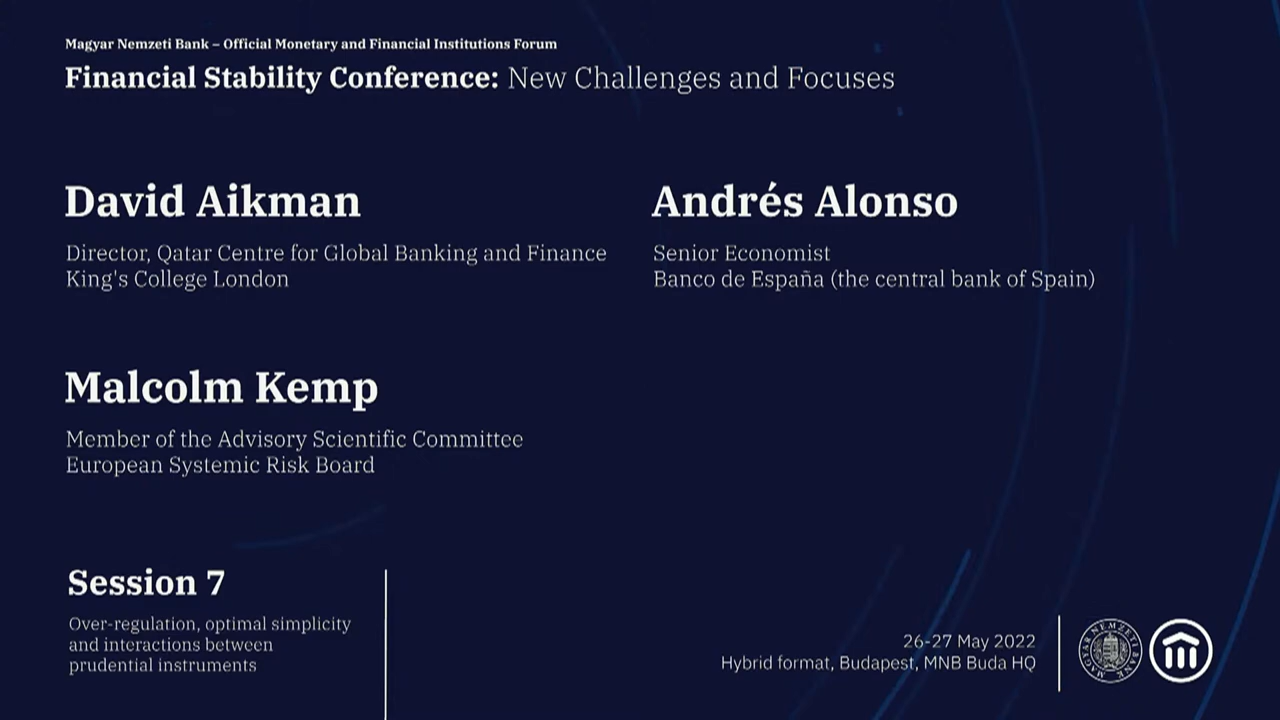 Magyar Nemzeti Bank – Official Monetary and Financial Institutions Forum
Financial Stability Conference: New Challenges and Focuses
David Aikman
Director, Qatar Centre for Global Banking and Finance
King's College London
Andrés Alonso
Senior Economist
Banco de España (the central bank of Spain)
Malcolm Kemp
Member of the Advisory Scientific Committee
European Systemic Risk Board
Session 7
Over-regulation, optimal simplicity
and interactions between
prudential instruments
26-27 May 2022
Hybrid format, Budapest, MNB Buda HQ
MAGYAR NEMZETI BANK